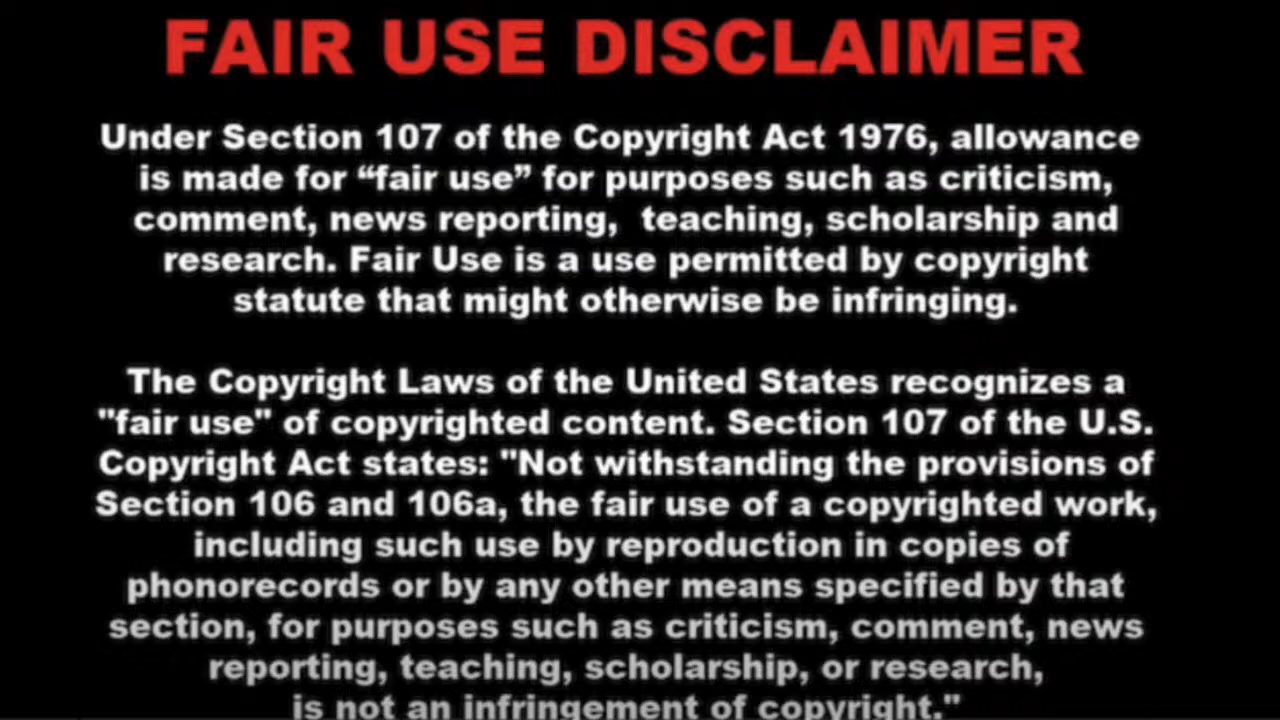 FAIR USE DISCLAIMER
Under Section 107 of the Copyright Act 1976, allowance
is made for “fair use” for purposes such as criticism,
comment, news reporting,  teaching, scholarship and
research. Fair Use is a use permitted by copyright
statute that might otherwise be infringing.
The Copyright Laws of the United States recognizes a
"fair use" of copyrighted content. Section 107 of the U.S.
Copyright Act states: "Not withstanding the provisions of
Section 106 and 106a, the fair use of a copyrighted work,
including such use by reproduction in copies of
phonorecords or by any other means specified by that
section, for purposes such as criticism, comment, news
reporting, teaching, scholarship, or research,
is not an infringement of copyright."